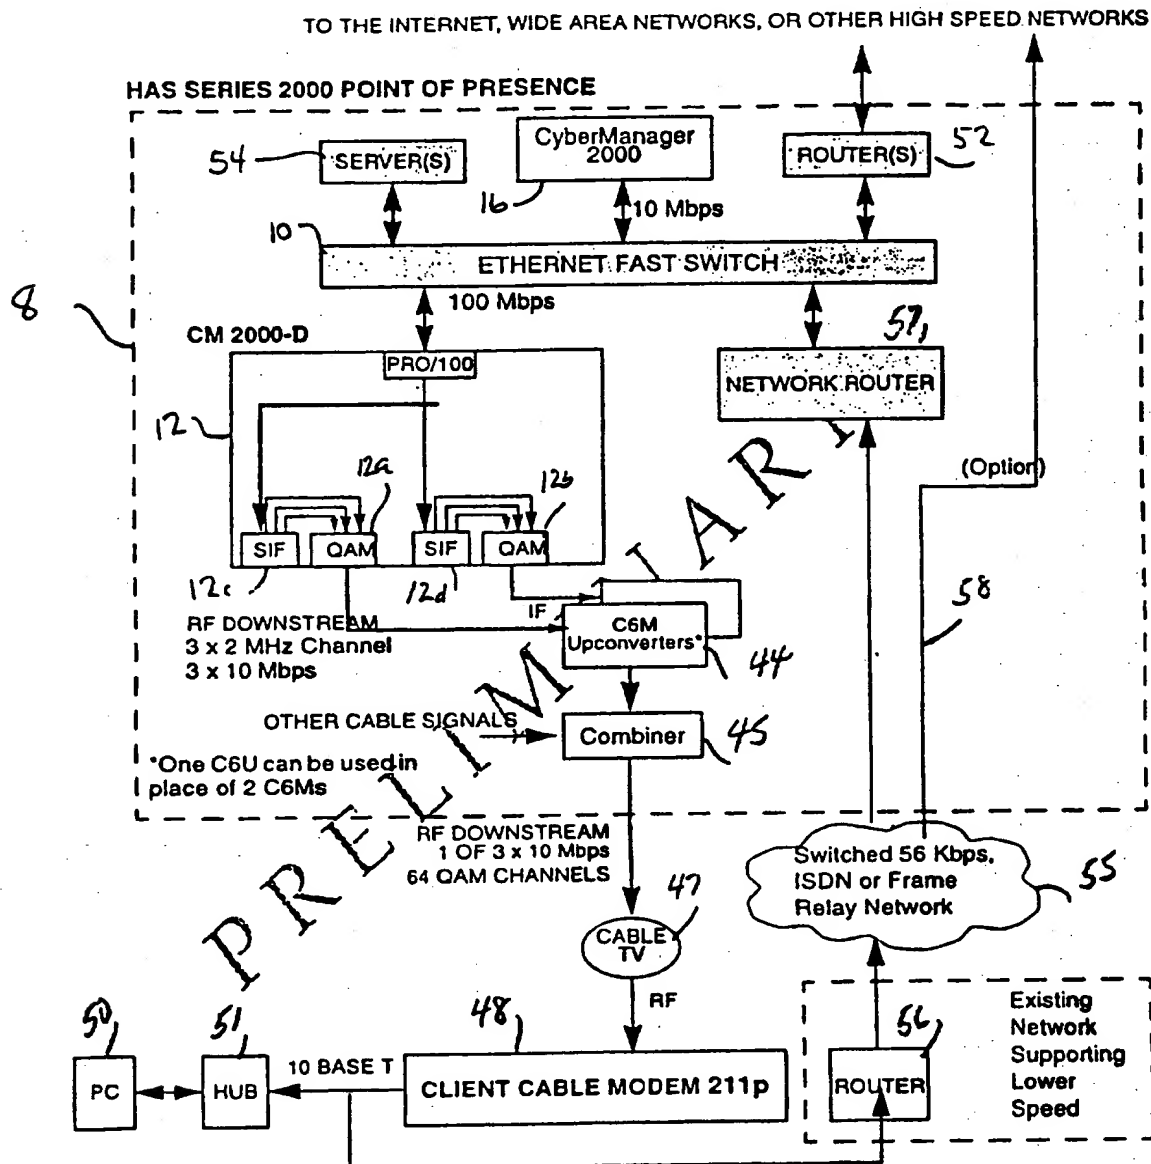 TO THE INTERNET, WIDE AREA NETWORKS, OR OTHER HIGH SPEED NETWORKS
HAS SERIES 2000 POINT OF PRESENCE
54
SERVER(S)
CyberManager
2000
16
ROUTER(S)
52
10 Mbps
10
ETHERNET FAST SWITCH
8
100 Mbps
CM 2000-D
57
PRO/100
NETWORK ROUTER
12
12a
12b
(Option)
SIF
QAM
SIF
QAM
12c
12d
IF
58
RF DOWNSTREAM
3 x 2 MHz Channel
3 x 10 Mbps
C6M
Upconverters*
44
OTHER CABLE SIGNALS
Combiner
45
*One C6U can be used in
place of 2 C6Ms
PRELIMINARY
RF DOWNSTREAM
1 OF 3 x 10 Mbps
64 QAM CHANNELS
Switched 56 Kbps,
ISDN or Frame
Relay Network
55
47
CABLE
TV
RF
50
51
48
56
Existing
Network
Supporting
Lower
Speed
PC
HUB
10 BASE T
CLIENT CABLE MODEM 211p
ROUTER